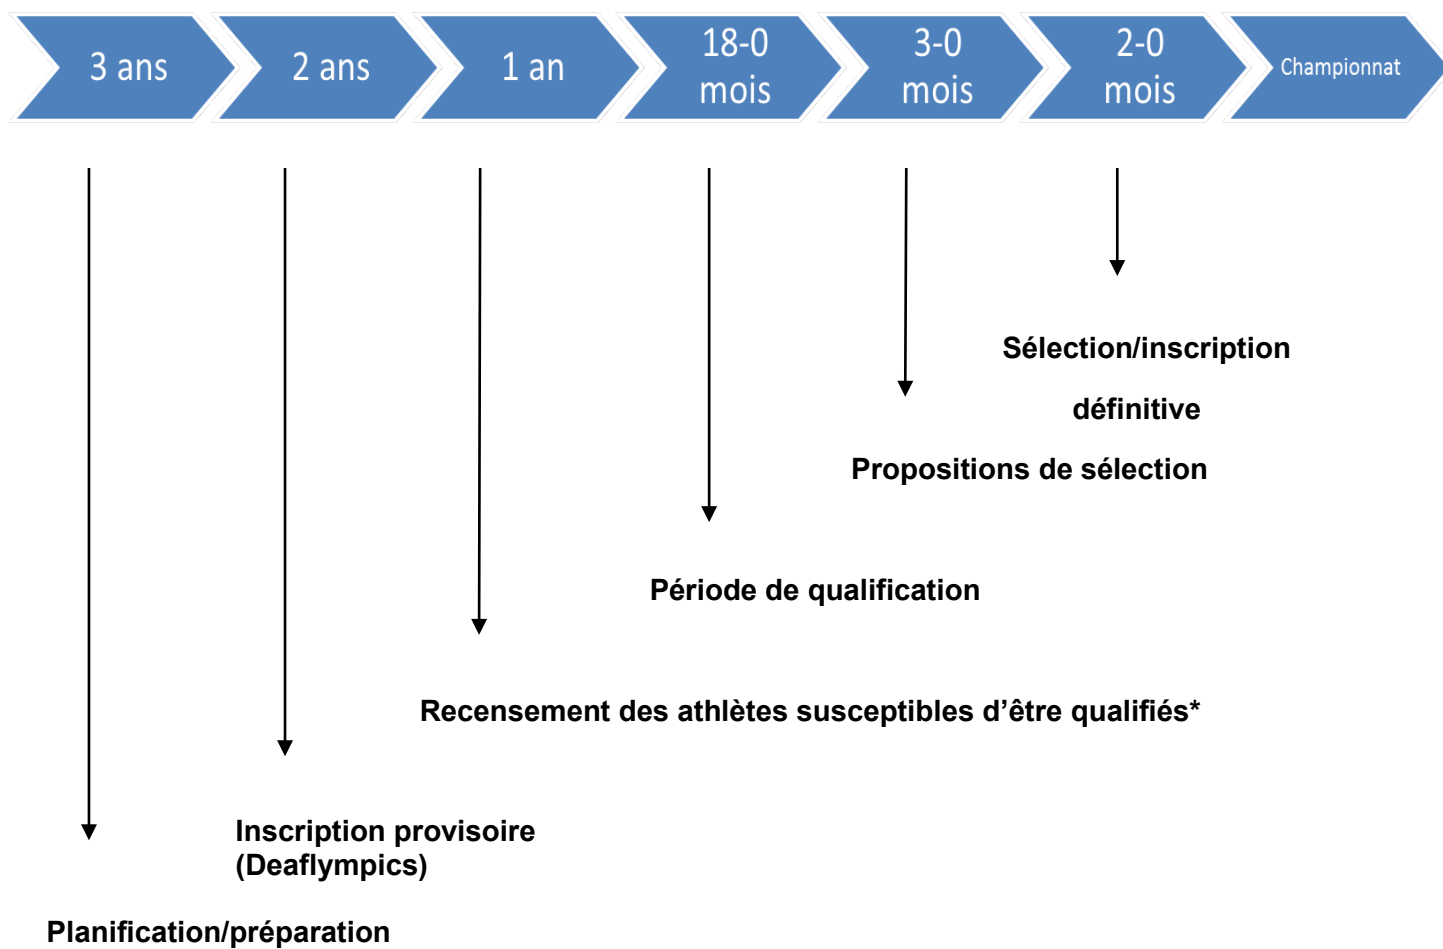 3 ans
2 ans
1 an
18-0
mois
3-0
mois
2-0
mois
Championnat
Sélection/inscription
définitive
Propositions de sélection
Période de qualification
Recensement des athlètes susceptibles d’être qualifiés*
Inscription provisoire
(Deaflympics)
Planification/préparation